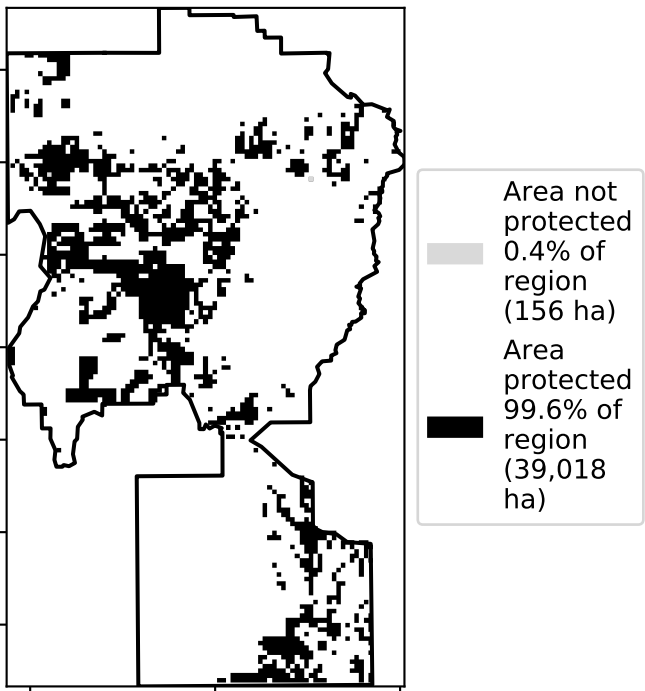 Area not
protected
0.4% of
region
(156 ha)
Area
protected
99.6% of
region
(39,018
ha)